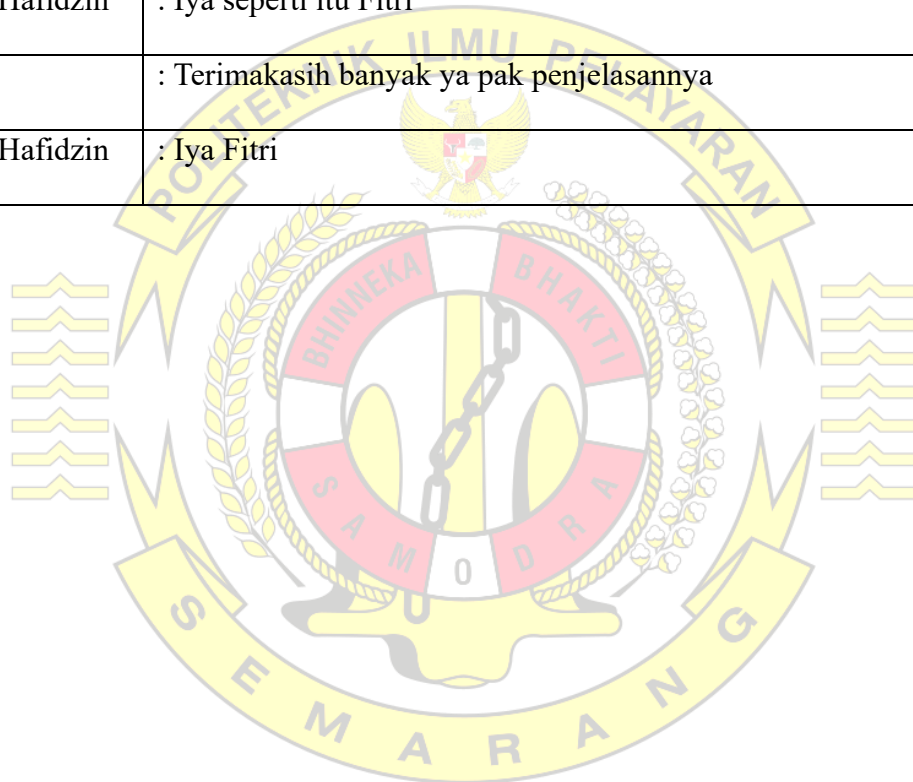 Hafidzin : Iya seperti itu Fitri
: Terimakasih banyak ya pak penjelasannya
Hafidzin : Iya Fitri
POLITEKNIK ILMU PELAYARAN
BHINNEKA BHAKTI
SAMODRA
SEMARANG